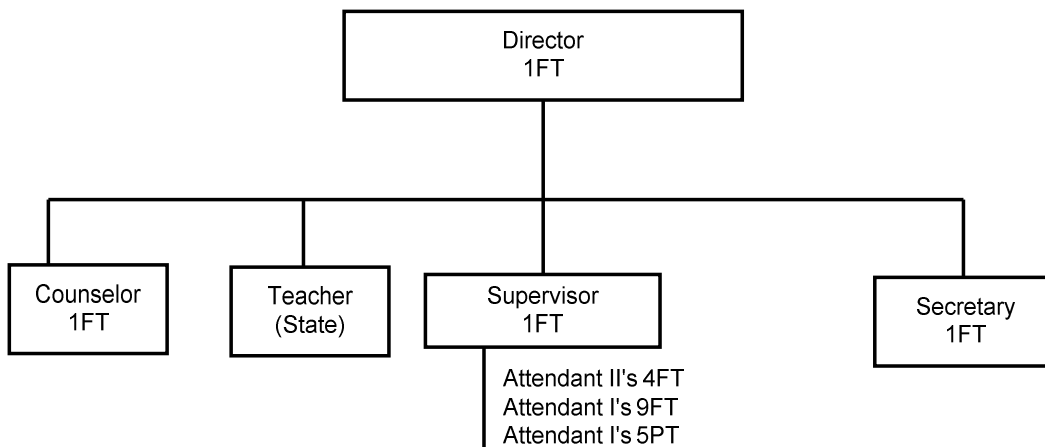 Director
1FT
Counselor
1FT
Teacher
(State)
Supervisor
1FT
Secretary
1FT
Attendant II's 4FT
Attendant I's 9FT
Attendant I's 5PT